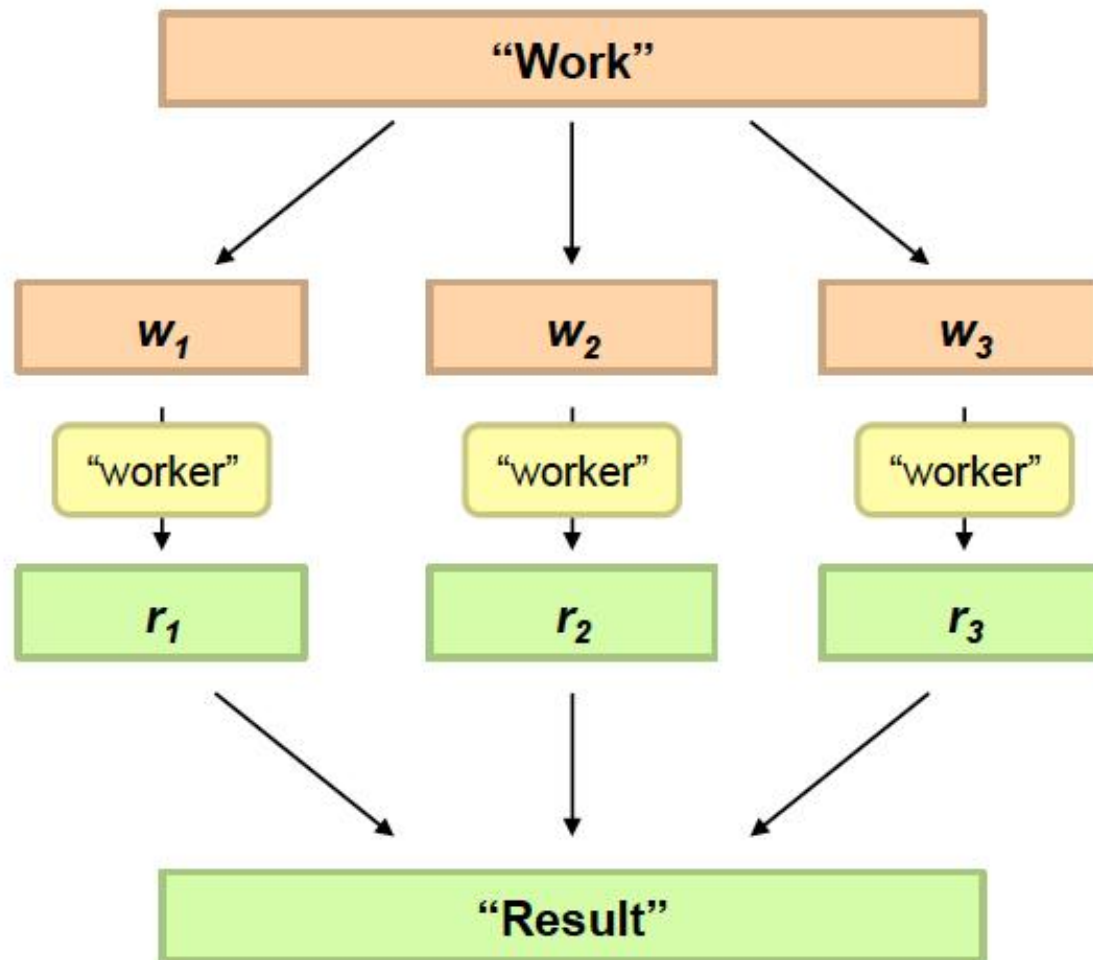 “Work”
w₁ w₂ w₃
“worker” “worker” “worker”
r₁ r₂ r₃
“Result”